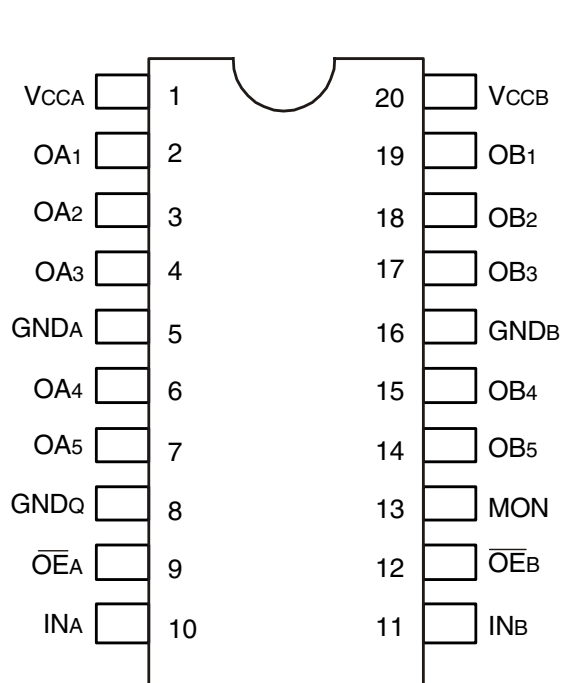 VCCA 1 20 VCCB
OA1 2 19 OB1
OA2 3 18 OB2
OA3 4 17 OB3
GNDA 5 16 GNDB
OA4 6 15 OB4
OA5 7 14 OB5
GNDQ 8 13 MON
O̅E̅A 9 12 O̅E̅B
INA 10 11 INB